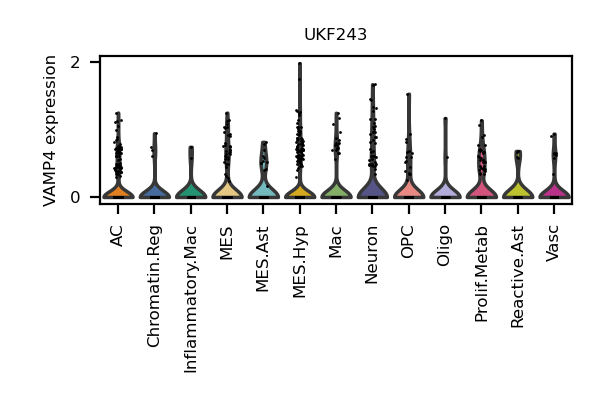 UKF243
VAMP4 expression
2
0
AC
Chromatin.Reg
Inflammatory.Mac
MES
MES.Ast
MES.Hyp
Mac
Neuron
OPC
Oligo
Prolif.Metab
Reactive.Ast
Vasc